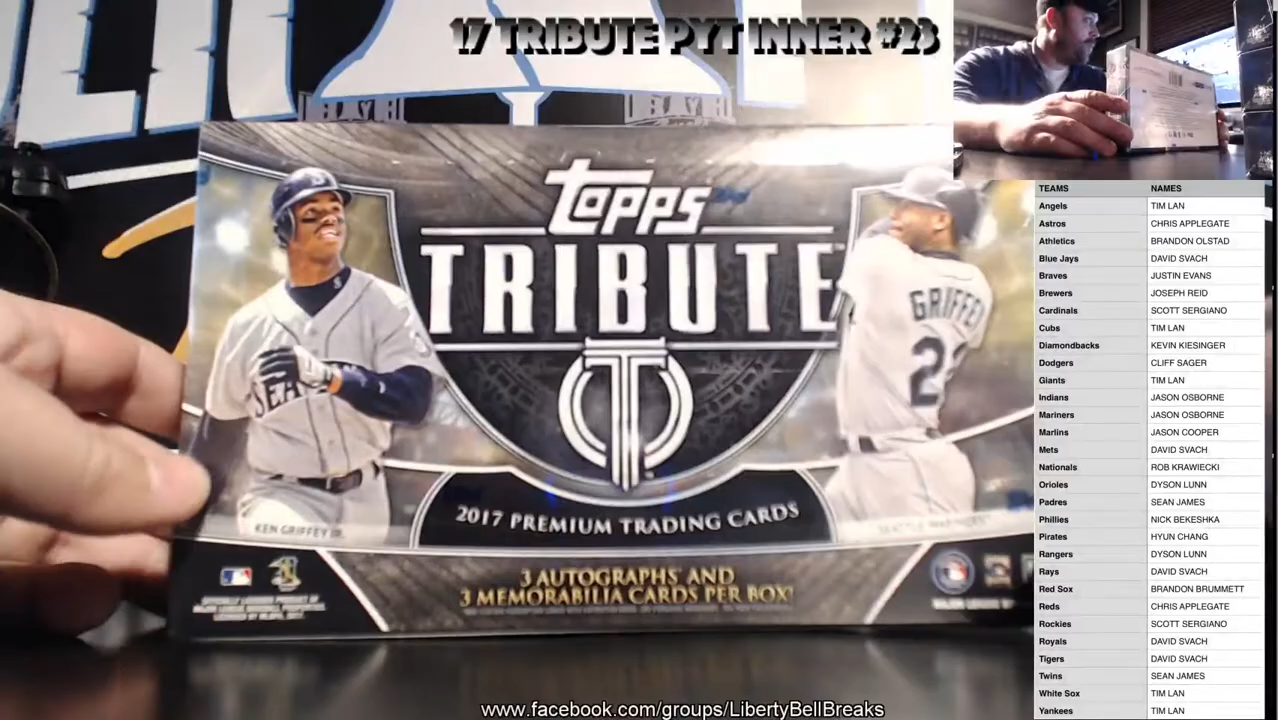 17 TRIBUTE PYT INNER #23
topps
TRIBUTE
GRIFFEY
2
SEA
KEN GRIFFEY JR.
2017 PREMIUM TRADING CARDS
3 AUTOGRAPHS AND
3 MEMORABILIA CARDS PER BOX!
TEAMS NAMES
Angels TIM LAN
Astros CHRIS APPLEGATE
Athletics BRANDON OLSTAD
Blue Jays DAVID SVACH
Braves JUSTIN EVANS
Brewers JOSEPH REID
Cardinals SCOTT SERGIANO
Cubs TIM LAN
Diamondbacks KEVIN KIESINGER
Dodgers CLIFF SAGER
Giants TIM LAN
Indians JASON OSBORNE
Mariners JASON OSBORNE
Marlins JASON COOPER
Mets DAVID SVACH
Nationals ROB KRAWIECKI
Orioles DYSON LUNN
Padres SEAN JAMES
Phillies NICK BEKESHKA
Pirates HYUN CHANG
Rangers DYSON LUNN
Rays DAVID SVACH
Red Sox BRANDON BRUMMETT
Reds CHRIS APPLEGATE
Rockies SCOTT SERGIANO
Royals DAVID SVACH
Tigers DAVID SVACH
Twins SEAN JAMES
White Sox TIM LAN
Yankees TIM LAN
www.facebook.com/groups/LibertyBellBreaks